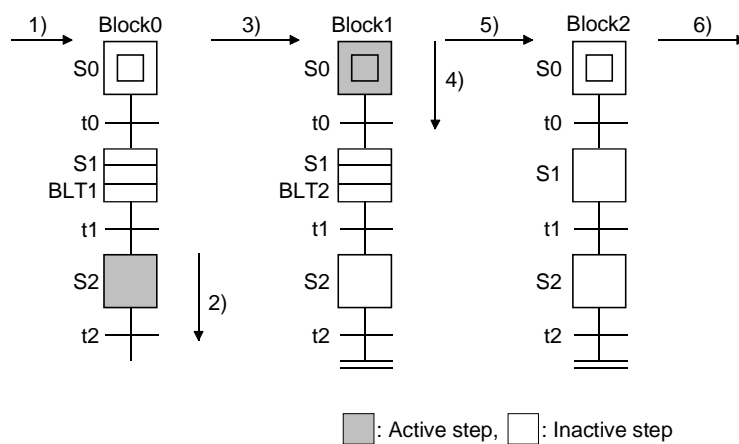 1) Block0 3) Block1 5) Block2 6)
S0 S0 4) S0
t0 t0 t0
S1 S1 S1
BLT1 BLT2
t1 t1 t1
S2 2) S2 S2
t2 t2 t2
: Active step, : Inactive step